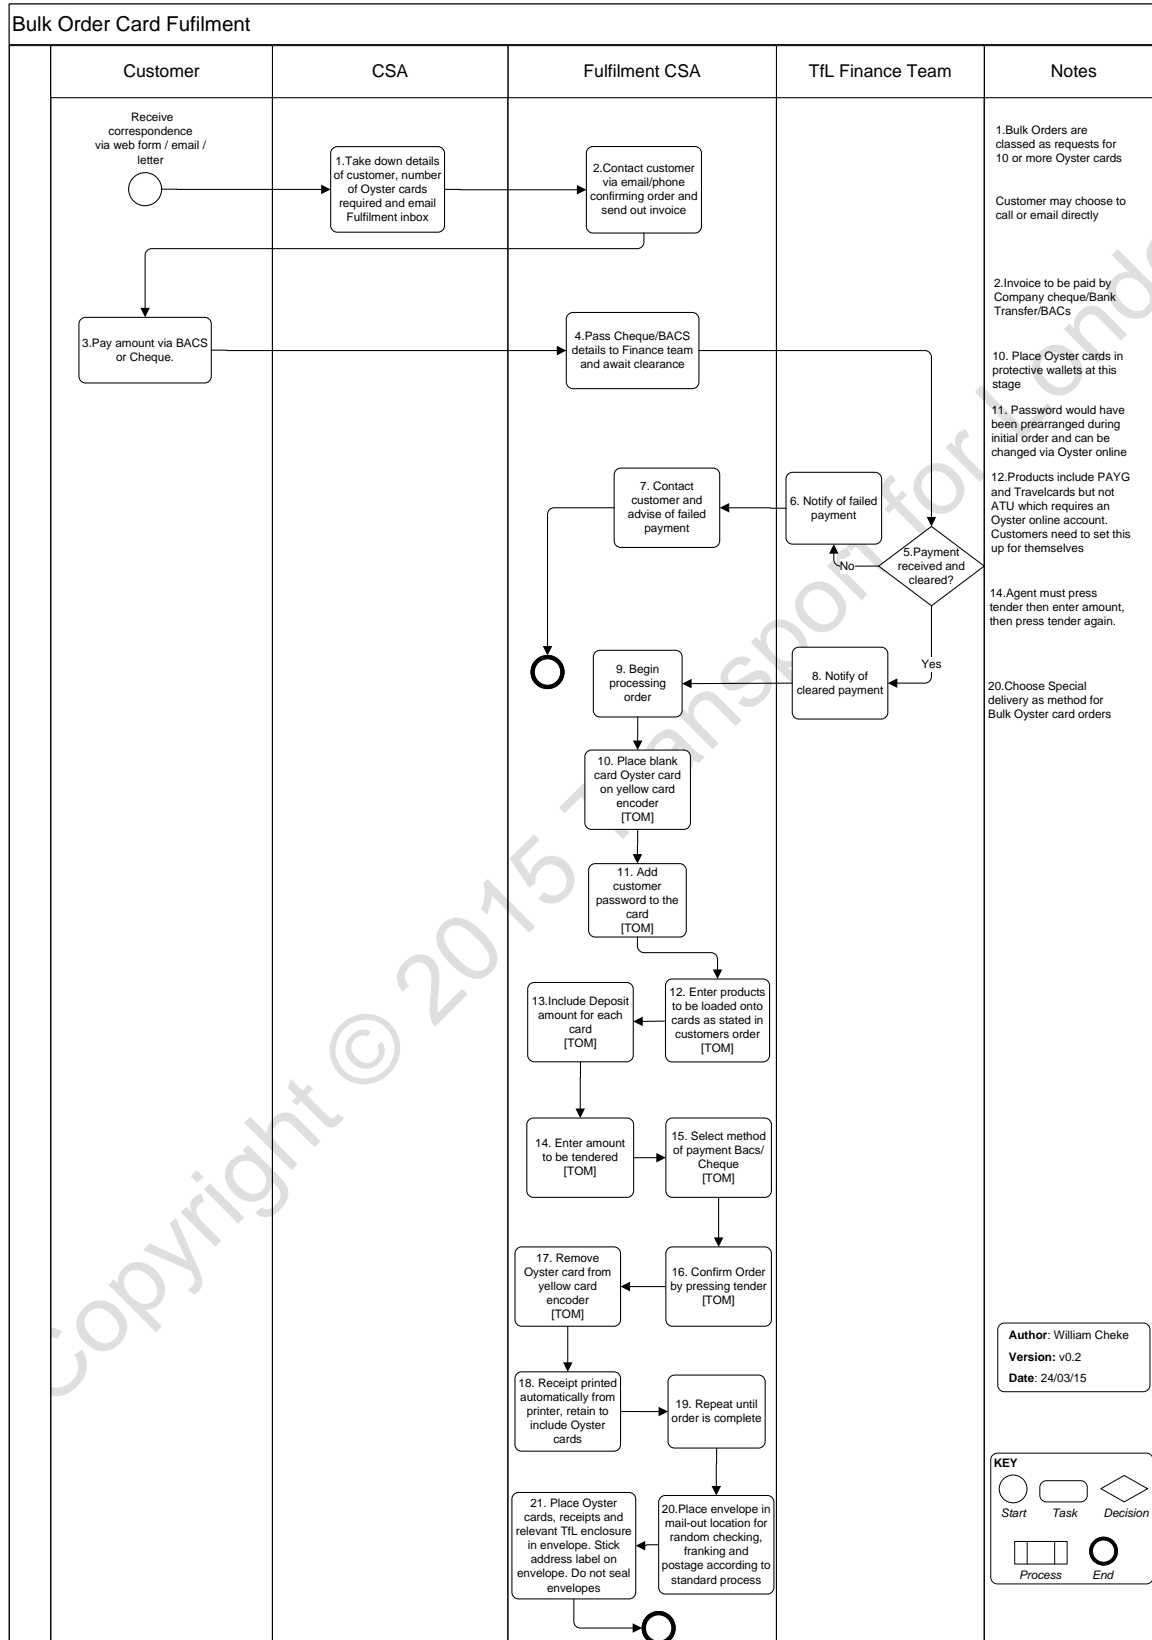 Bulk Order Card Fufilment
Customer
CSA
Fulfilment CSA
TfL Finance Team
Notes
Receive
correspondence
via web form / email /
letter
1.Take down details
of customer, number
of Oyster cards
required and email
Fulfilment inbox
2.Contact customer
via email/phone
confirming order and
send out invoice
3.Pay amount via BACS
or Cheque.
4.Pass Cheque/BACS
details to Finance team
and await clearance
5.Payment
received and
cleared?
No
Yes
6. Notify of failed
payment
7. Contact
customer and
advise of failed
payment
8. Notify of
cleared payment
9. Begin
processing
order
10. Place blank
card Oyster card
on yellow card
encoder
[TOM]
11. Add
customer
password to the
card
[TOM]
12. Enter products
to be loaded onto
cards as stated in
customers order
[TOM]
13.Include Deposit
amount for each
card
[TOM]
14. Enter amount
to be tendered
[TOM]
15. Select method
of payment Bacs/
Cheque
[TOM]
16. Confirm Order
by pressing tender
[TOM]
17. Remove
Oyster card from
yellow card
encoder
[TOM]
18. Receipt printed
automatically from
printer, retain to
include Oyster
cards
19. Repeat until
order is complete
20.Place envelope in
mail-out location for
random checking,
franking and
postage according to
standard process
21. Place Oyster
cards, receipts and
relevant TfL enclosure
in envelope. Stick
address label on
envelope. Do not seal
envelopes
1.Bulk Orders are
classed as requests for
10 or more Oyster cards
Customer may choose to
call or email directly
2.Invoice to be paid by
Company cheque/Bank
Transfer/BACs
10. Place Oyster cards in
protective wallets at this
stage
11. Password would have
been prearranged during
initial order and can be
changed via Oyster online
12.Products include PAYG
and Travelcards but not
ATU which requires an
Oyster online account.
Customers need to set this
up for themselves
14.Agent must press
tender then enter amount,
then press tender again.
20.Choose Special
delivery as method for
Bulk Oyster card orders
Author: William Cheke
Version: v0.2
Date: 24/03/15
KEY
Start
Task
Decision
Process
End
Copyright © 2015 Transport for London